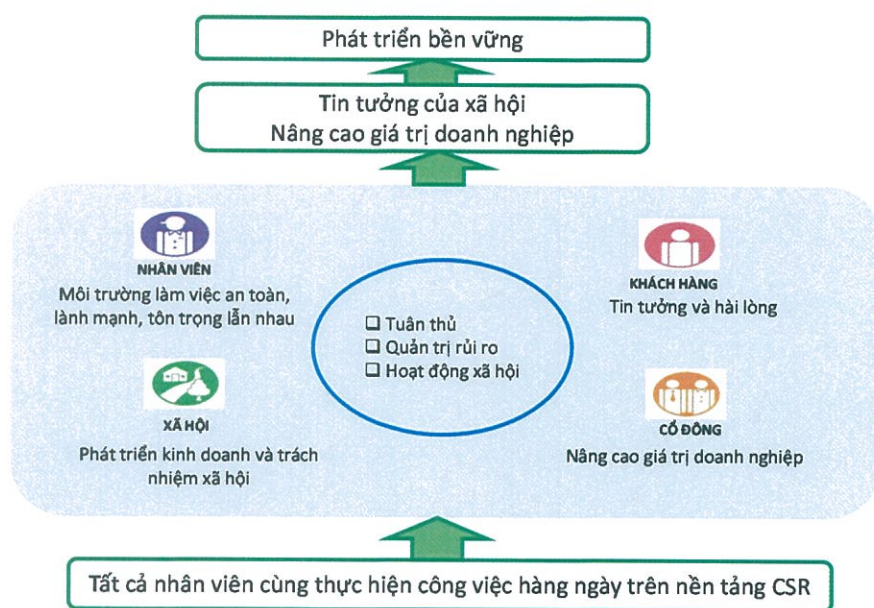 Phát triển bền vững
Tin tưởng của xã hội
Nâng cao giá trị doanh nghiệp
NHÂN VIÊN
Môi trường làm việc an toàn,
lành mạnh, tôn trọng lẫn nhau
KHÁCH HÀNG
Tin tưởng và hài lòng
❑ Tuân thủ
❑ Quản trị rủi ro
❑ Hoạt động xã hội
XÃ HỘI
Phát triển kinh doanh và trách
nhiệm xã hội
CỔ ĐÔNG
Nâng cao giá trị doanh nghiệp
Tất cả nhân viên cùng thực hiện công việc hàng ngày trên nền tảng CSR